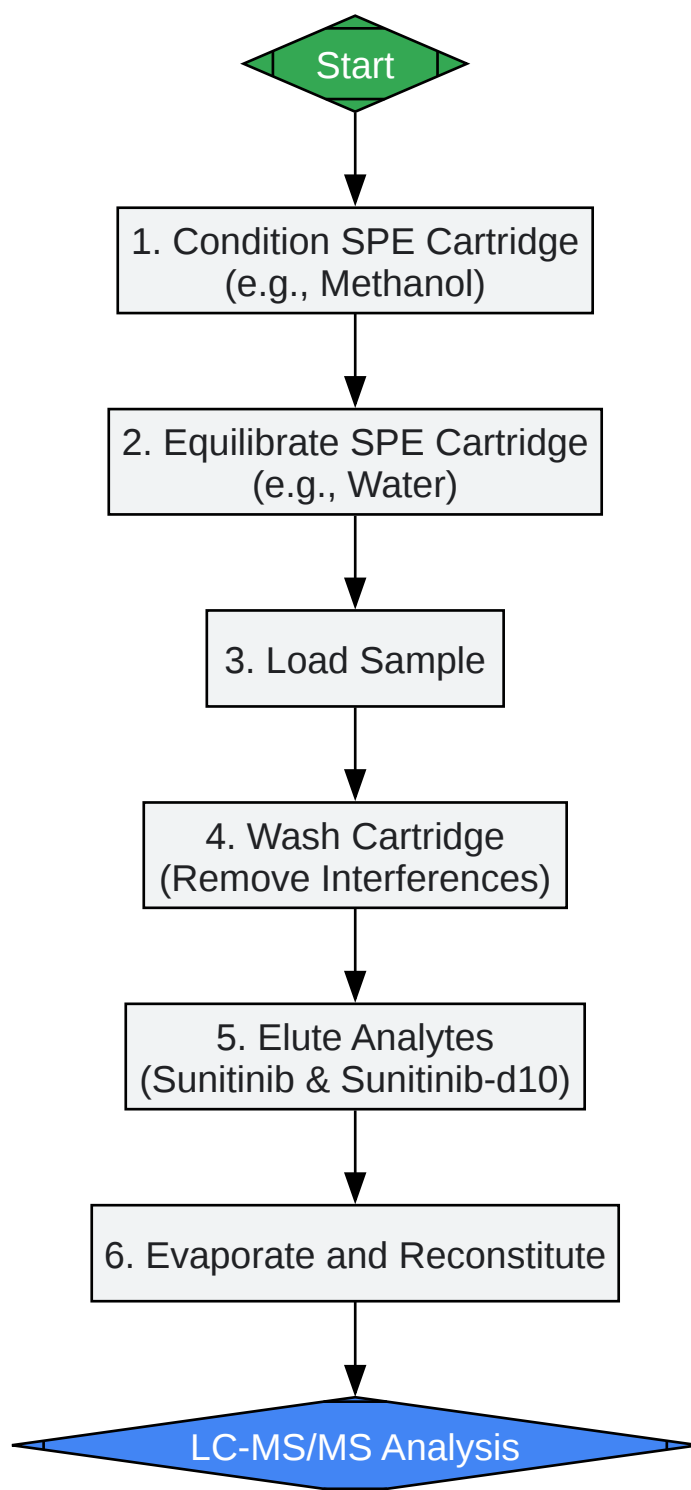 Start
1. Condition SPE Cartridge
(e.g., Methanol)
2. Equilibrate SPE Cartridge
(e.g., Water)
3. Load Sample
4. Wash Cartridge
(Remove Interferences)
5. Elute Analytes
(Sunitinib & Sunitinib-d10)
6. Evaporate and Reconstitute
LC-MS/MS Analysis